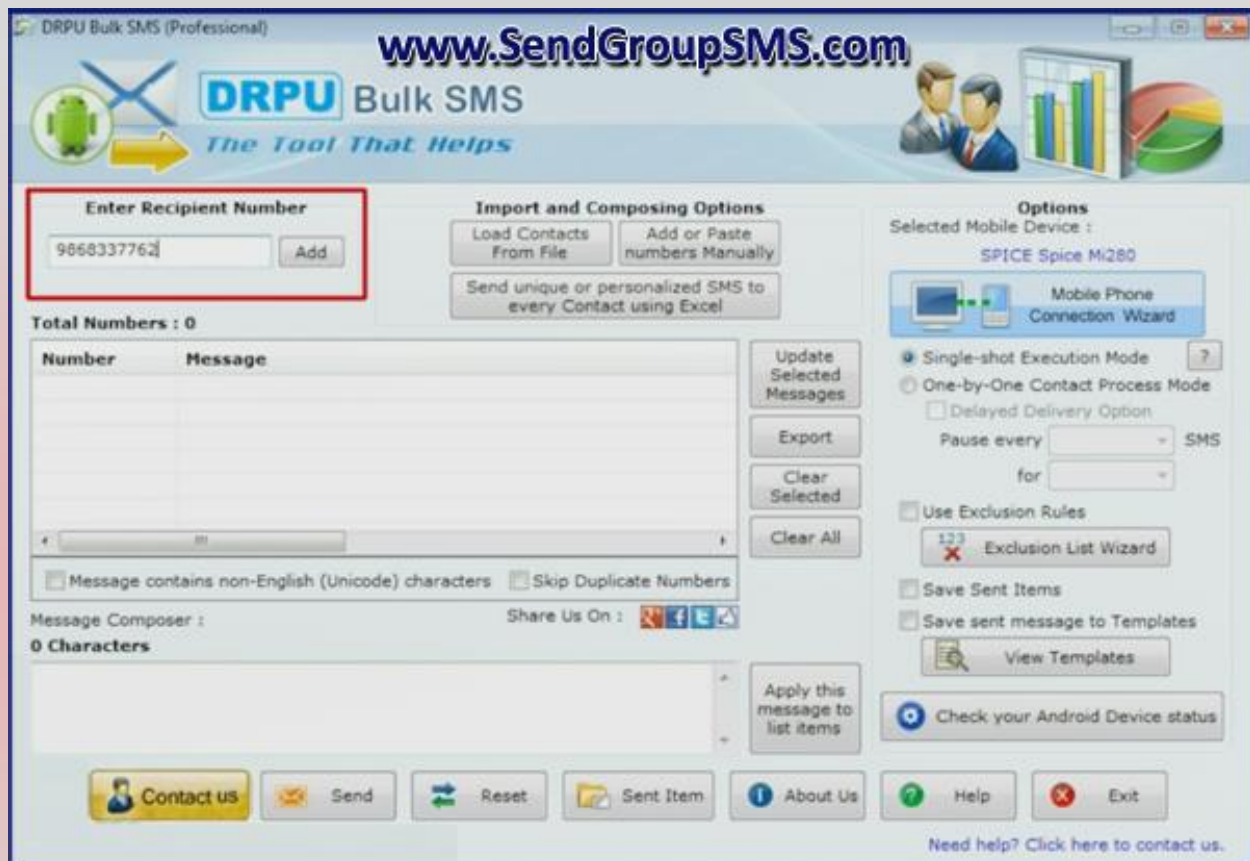 DRPU Bulk SMS (Professional)
www.SendGroupSMS.com
DRPU Bulk SMS
The Tool That Helps
Enter Recipient Number
9868337762
Add
Import and Composing Options
Load Contacts
From File
Add or Paste
numbers Manually
Send unique or personalized SMS to
every Contact using Excel
Options
Selected Mobile Device :
SPICE Spice Mi280
Mobile Phone
Connection Wizard
Total Numbers : 0
Number Message
Update
Selected
Messages
Export
Clear
Selected
Clear All
Single-shot Execution Mode ?
One-by-One Contact Process Mode
Delayed Delivery Option
Pause every SMS
for
Use Exclusion Rules
123
Exclusion List Wizard
Save Sent Items
Save sent message to Templates
View Templates
Check your Android Device status
Message contains non-English (Unicode) characters Skip Duplicate Numbers
Message Composer :
Share Us On :
0 Characters
Apply this
message to
list items
Contact us
Send
Reset
Sent Item
About Us
Help
Exit
Need help? Click here to contact us.